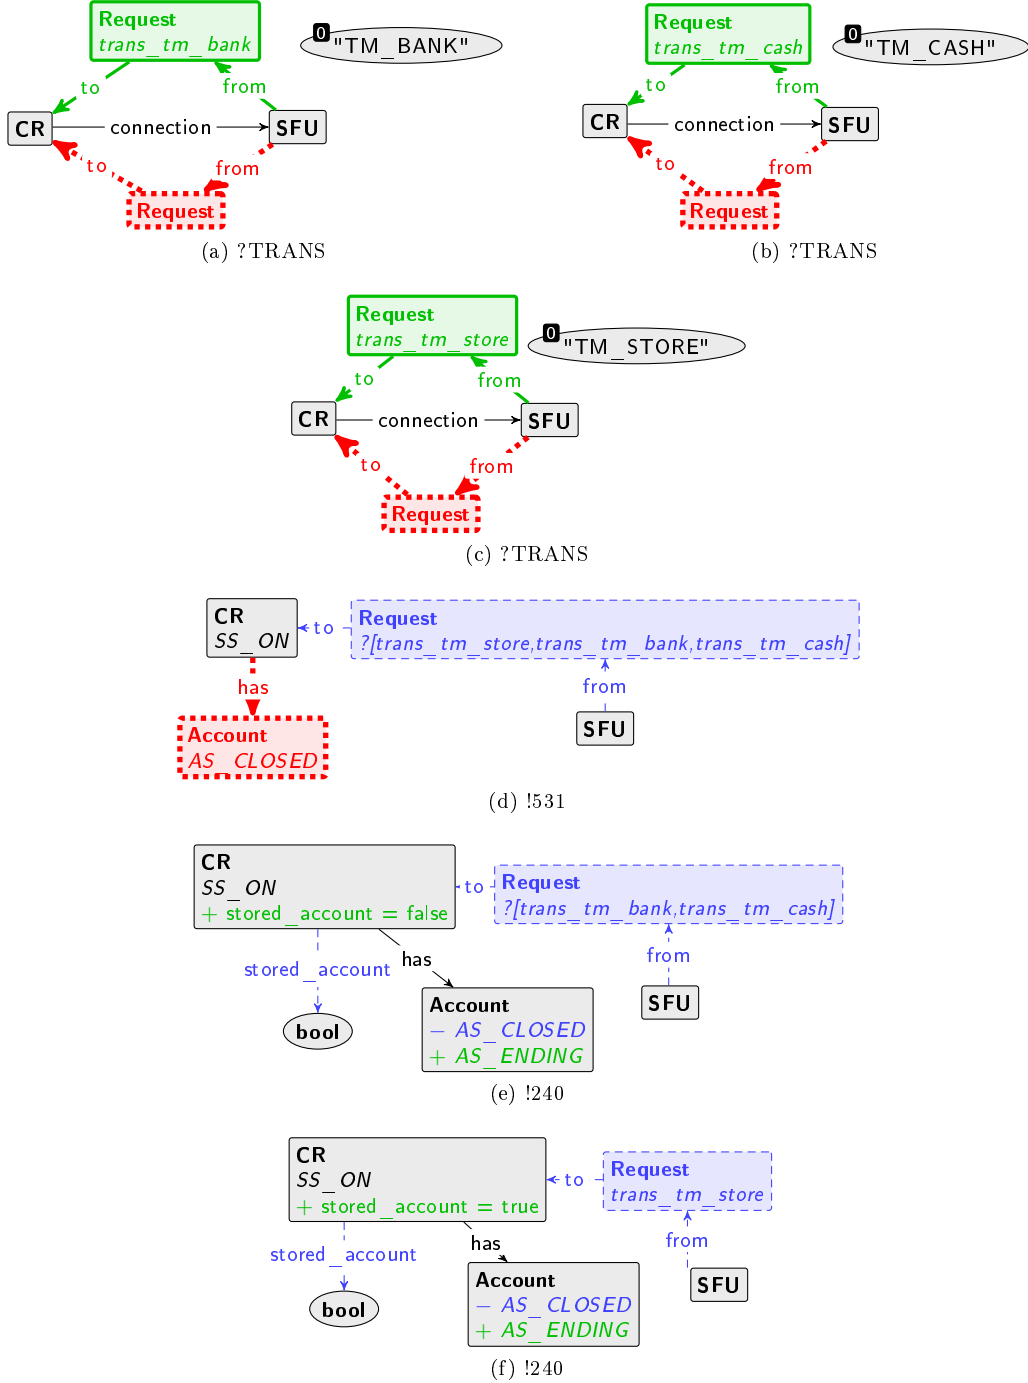 Request
trans_tm_bank
0 "TM_BANK"
to
from
CR
connection
SFU
to
from
Request
(a) ?TRANS
Request
trans_tm_cash
0 "TM_CASH"
to
from
CR
connection
SFU
to
from
Request
(b) ?TRANS
Request
trans_tm_store
0 "TM_STORE"
to
from
CR
connection
SFU
to
from
Request
(c) ?TRANS
CR
SS_ON
to
Request
?[trans_tm_store,trans_tm_bank,trans_tm_cash]
has
from
Account
AS_CLOSED
SFU
(d) !531
CR
SS_ON
+ stored_account = false
to
Request
?[trans_tm_bank,trans_tm_cash]
stored_account
has
from
bool
Account
− AS_CLOSED
+ AS_ENDING
SFU
(e) !240
CR
SS_ON
+ stored_account = true
to
Request
trans_tm_store
stored_account
has
from
bool
Account
− AS_CLOSED
+ AS_ENDING
SFU
(f) !240